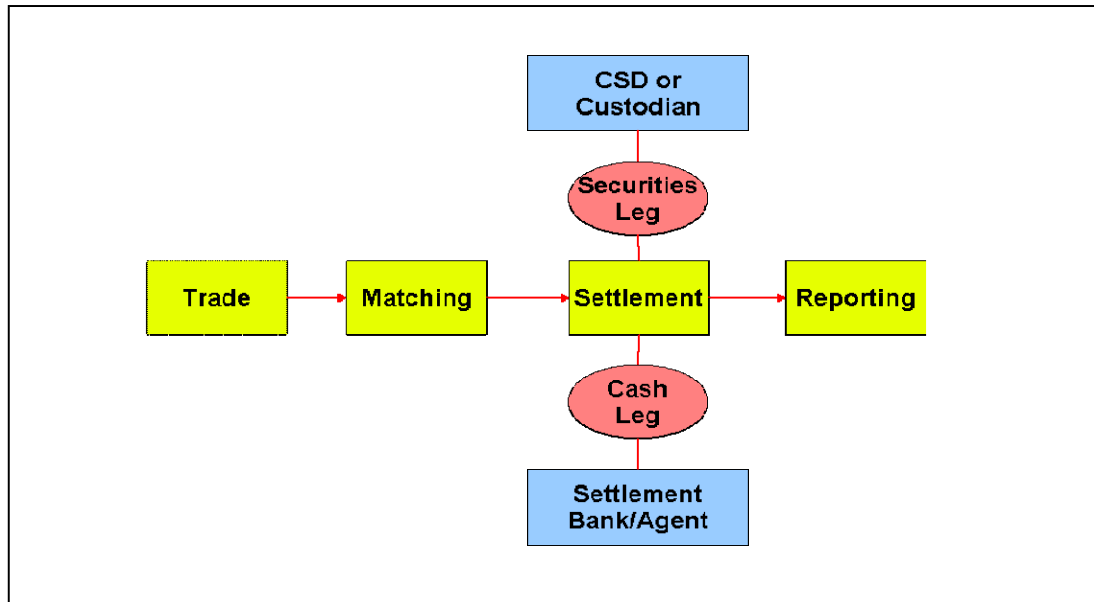 CSD or
Custodian
Securities
Leg
Trade
Matching
Settlement
Reporting
Cash
Leg
Settlement
Bank/Agent